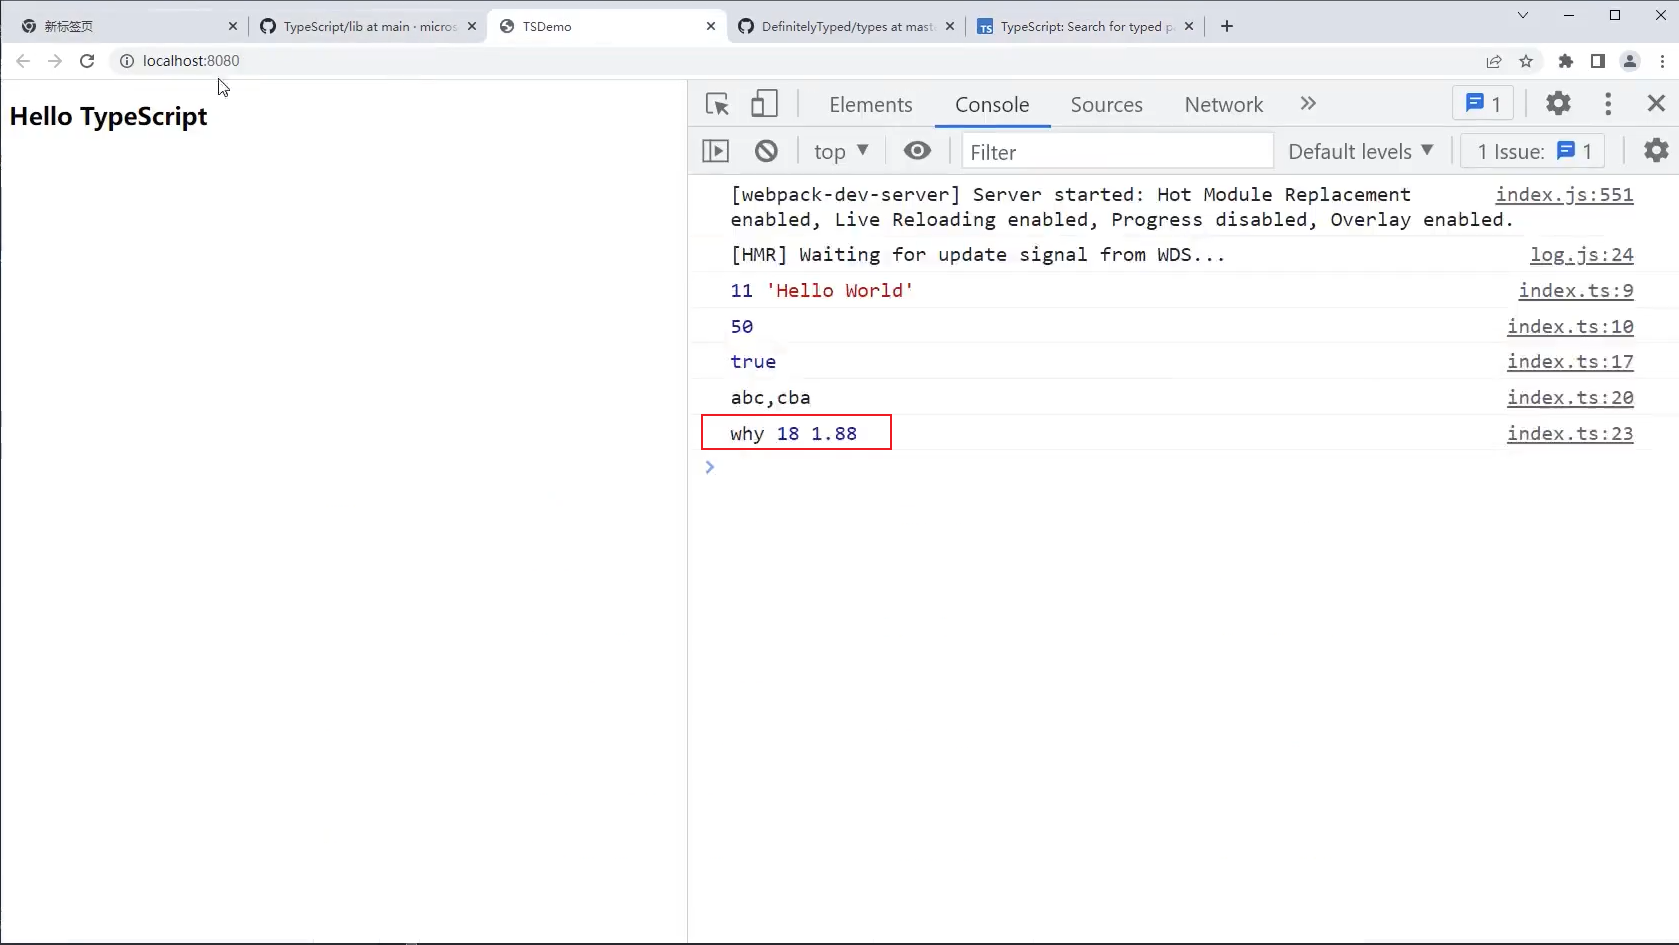 新标签页
TypeScript/lib at main · micros
TSDemo
DefinitelyTyped/types at mast
TS TypeScript: Search for typed p
localhost:8080
Hello TypeScript
Elements Console Sources Network » 1
top Filter Default levels 1 Issue: 1
[webpack-dev-server] Server started: Hot Module Replacement index.js:551
enabled, Live Reloading enabled, Progress disabled, Overlay enabled.
[HMR] Waiting for update signal from WDS... log.js:24
11 'Hello World' index.ts:9
50 index.ts:10
true index.ts:17
abc,cba index.ts:20
why 18 1.88 index.ts:23